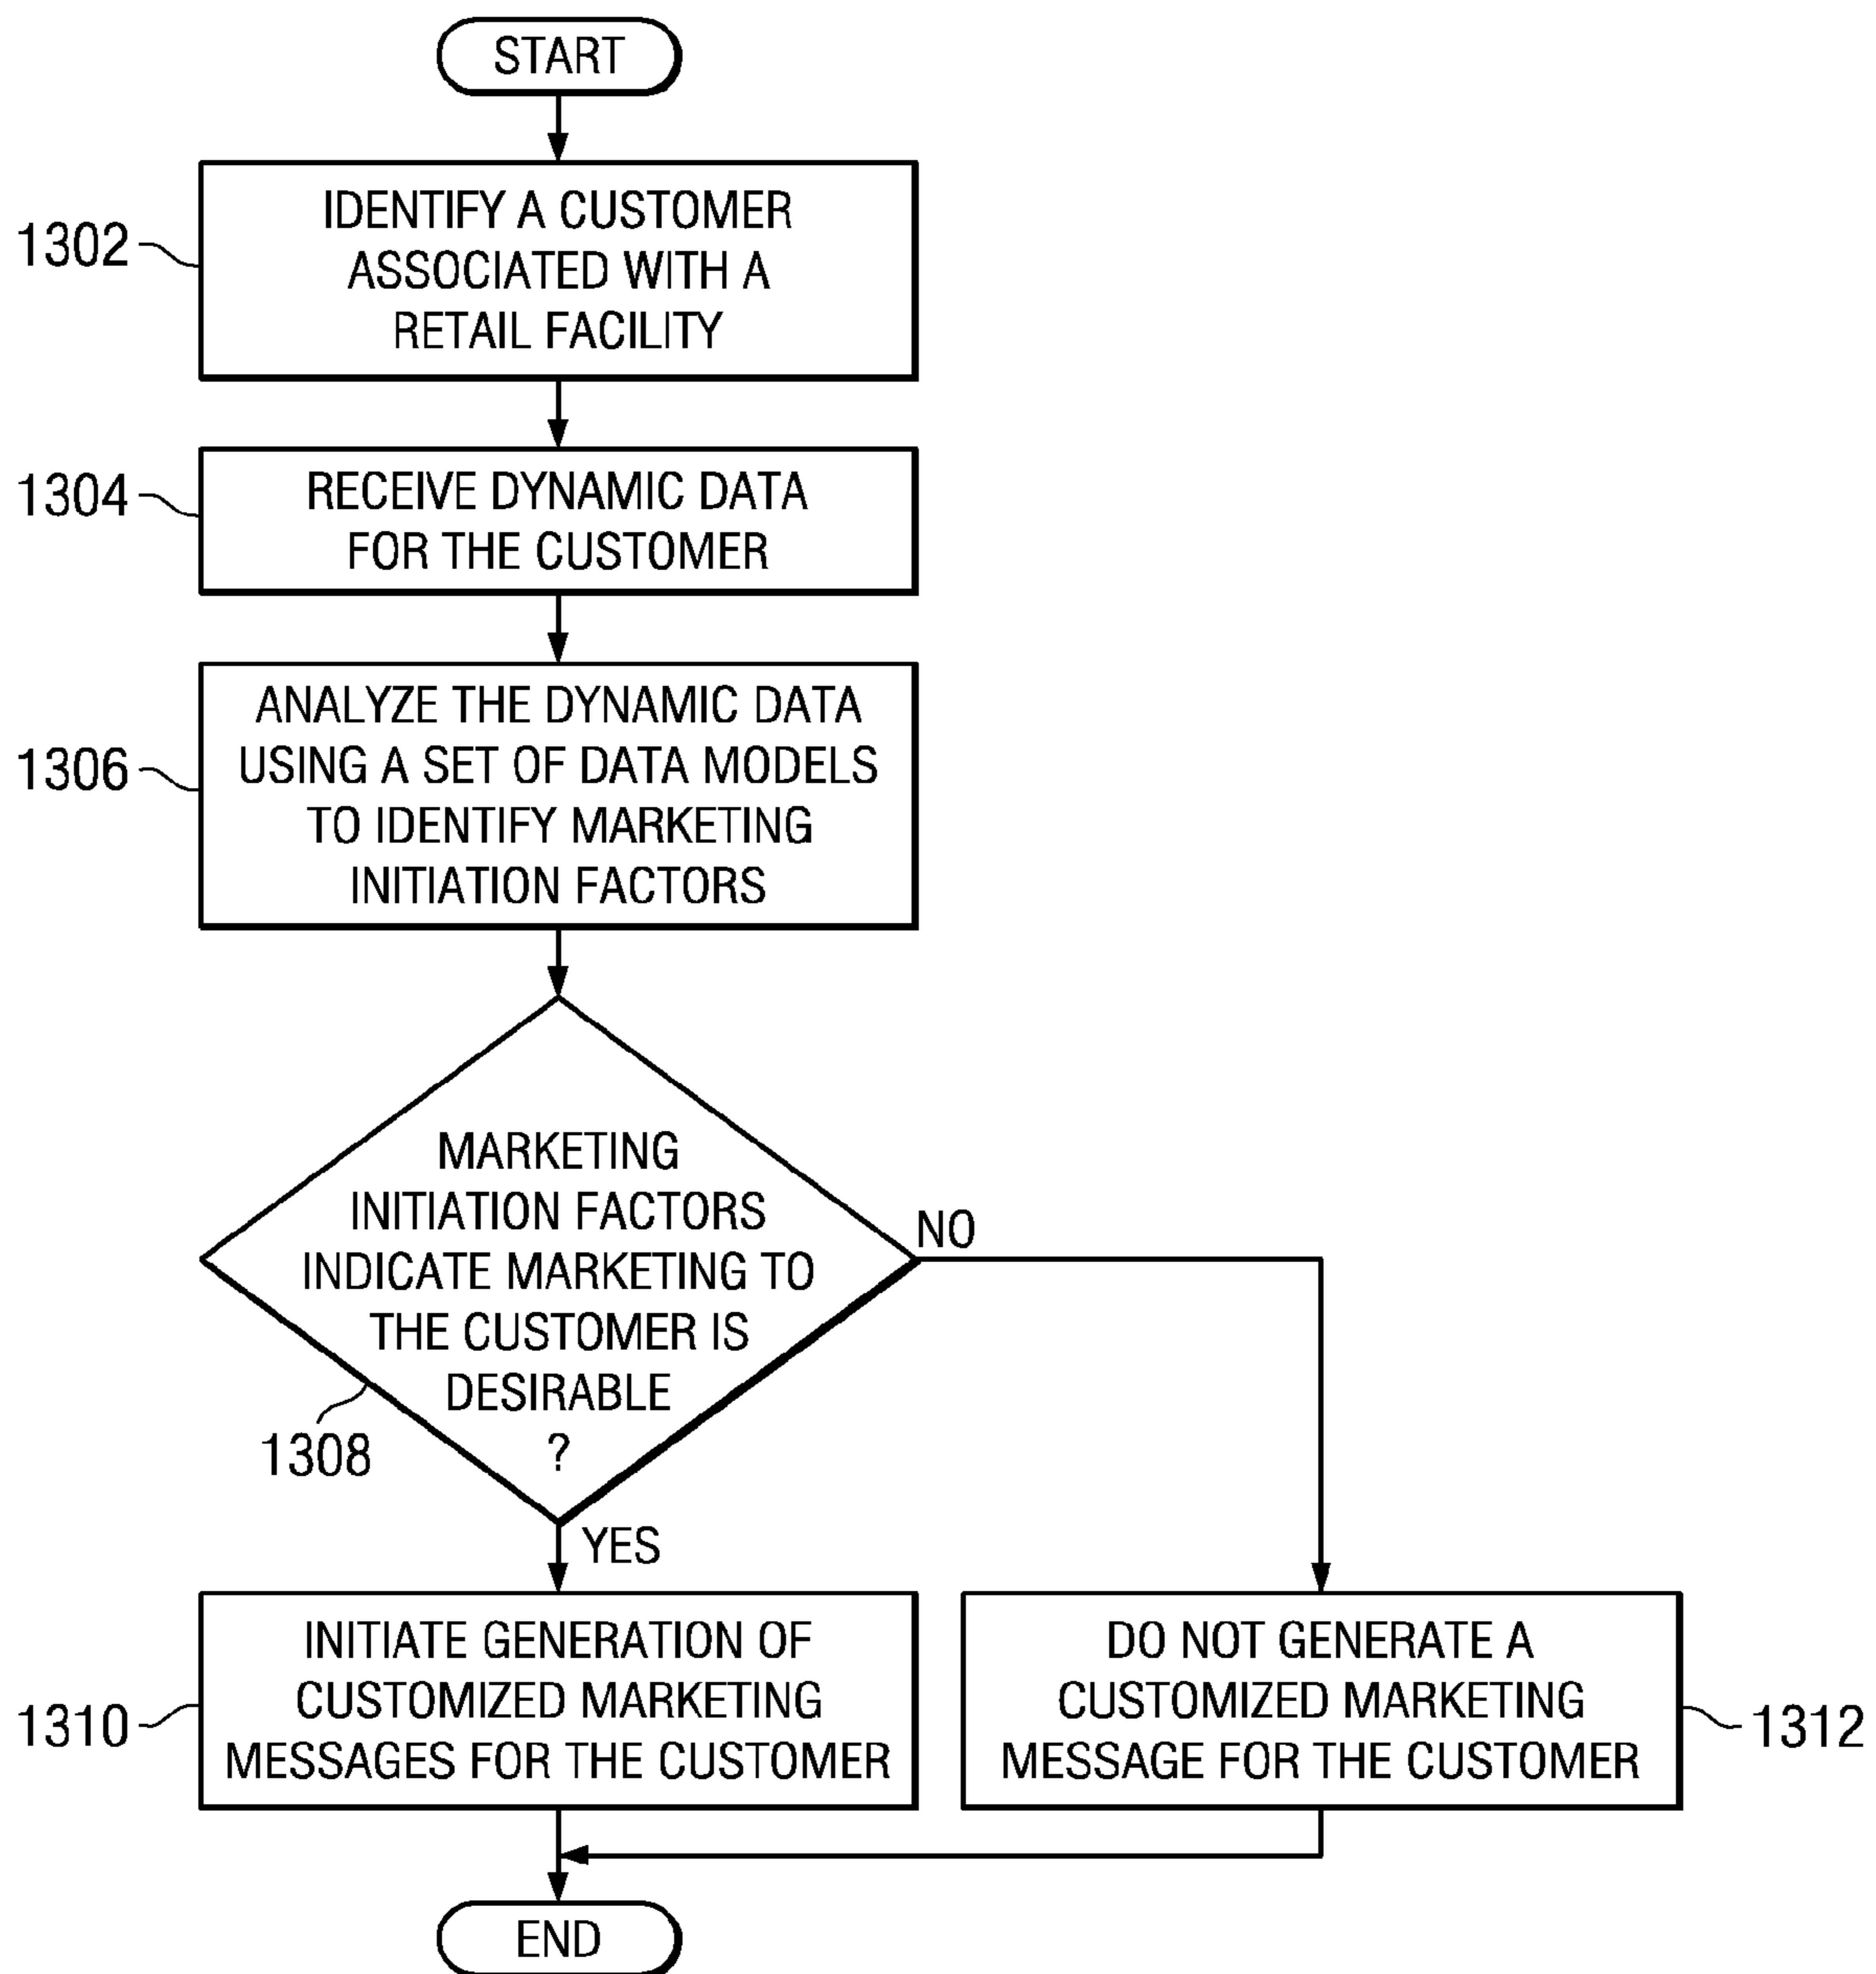 START
1302
IDENTIFY A CUSTOMER
ASSOCIATED WITH A
RETAIL FACILITY
1304
RECEIVE DYNAMIC DATA
FOR THE CUSTOMER
1306
ANALYZE THE DYNAMIC DATA
USING A SET OF DATA MODELS
TO IDENTIFY MARKETING
INITIATION FACTORS
MARKETING
INITIATION FACTORS
INDICATE MARKETING TO
THE CUSTOMER IS
DESIRABLE
?
1308
NO
YES
1310
INITIATE GENERATION OF
CUSTOMIZED MARKETING
MESSAGES FOR THE CUSTOMER
DO NOT GENERATE A
CUSTOMIZED MARKETING
MESSAGE FOR THE CUSTOMER
1312
END